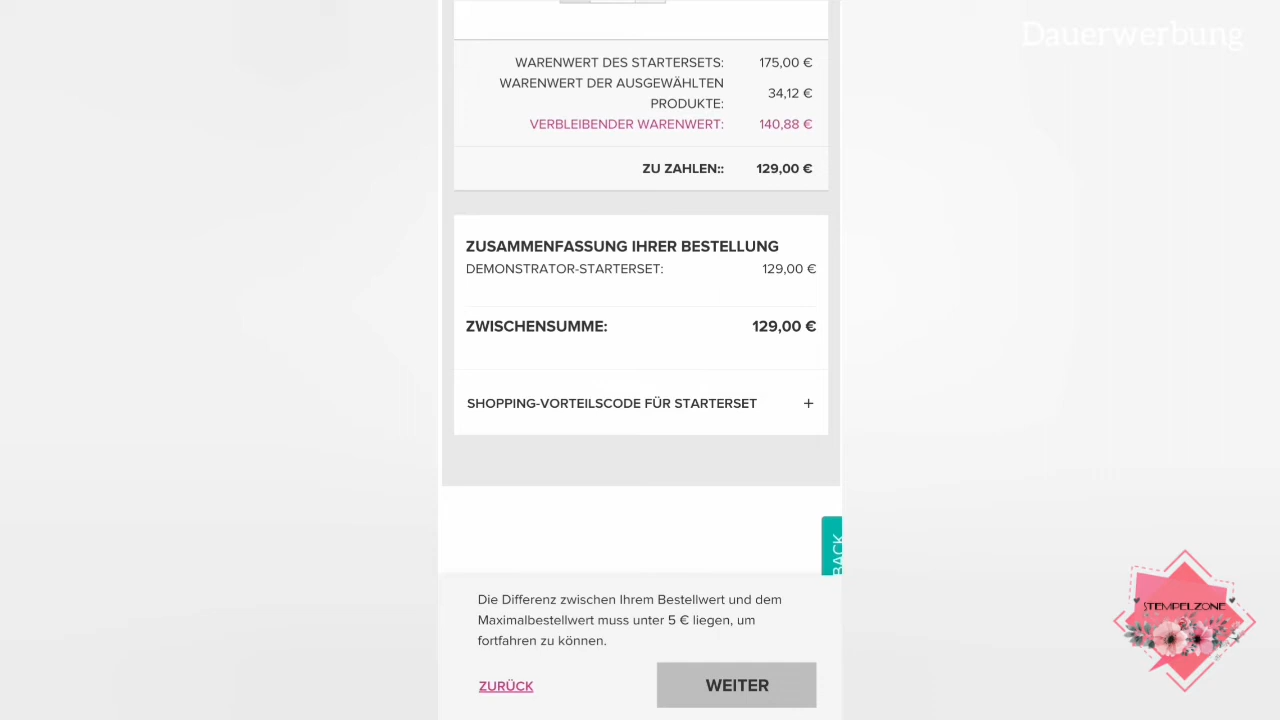 Dauerwerbung
WARENWERT DES STARTERSETS: 175,00 €
WARENWERT DER AUSGEWÄHLTEN
PRODUKTE: 34,12 €
VERBLEIBENDER WARENWERT: 140,88 €
ZU ZAHLEN:: 129,00 €
ZUSAMMENFASSUNG IHRER BESTELLUNG
DEMONSTRATOR-STARTERSET: 129,00 €
ZWISCHENSUMME: 129,00 €
SHOPPING-VORTEILSCODE FÜR STARTERSET +
BACK
Die Differenz zwischen Ihrem Bestellwert und dem
Maximalbestellwert muss unter 5 € liegen, um
fortfahren zu können.
ZURÜCK WEITER
STEMPELZONE